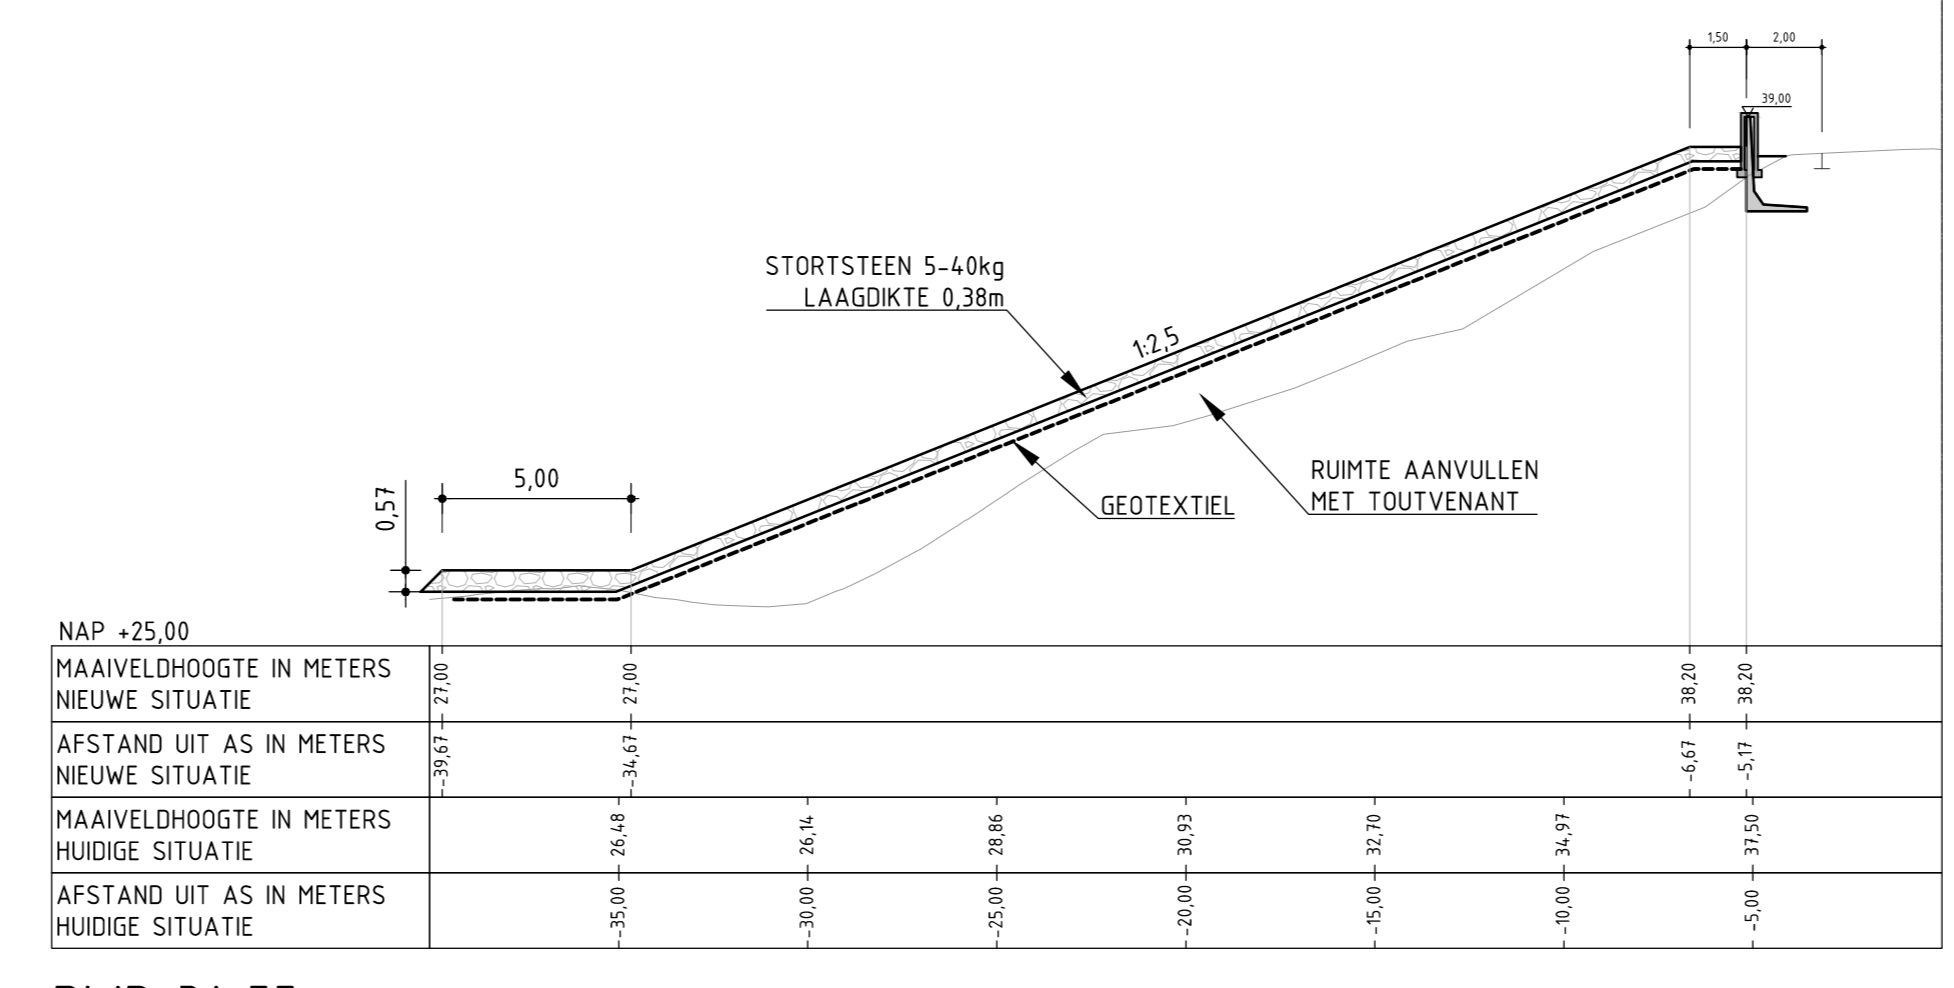 1,50
2,00
39,00
STORTSTEEN 5-40kg
LAAGDIKTE 0,38m
1:2,5
5,00
0,57
GEOTEXTIEL
RUIMTE AANVULLEN
MET TOUTVENANT
NAP +25,00
MAAIVELDHOOGTE IN METERS
NIEUWE SITUATIE
27,00
27,00
38,20
38,20
AFSTAND UIT AS IN METERS
NIEUWE SITUATIE
-39,67
-34,67
-6,67
-5,17
MAAIVELDHOOGTE IN METERS
HUIDIGE SITUATIE
26,48
26,14
28,86
30,93
32,70
34,97
37,50
AFSTAND UIT AS IN METERS
HUIDIGE SITUATIE
-35,00
-30,00
-25,00
-20,00
-15,00
-10,00
-5,00